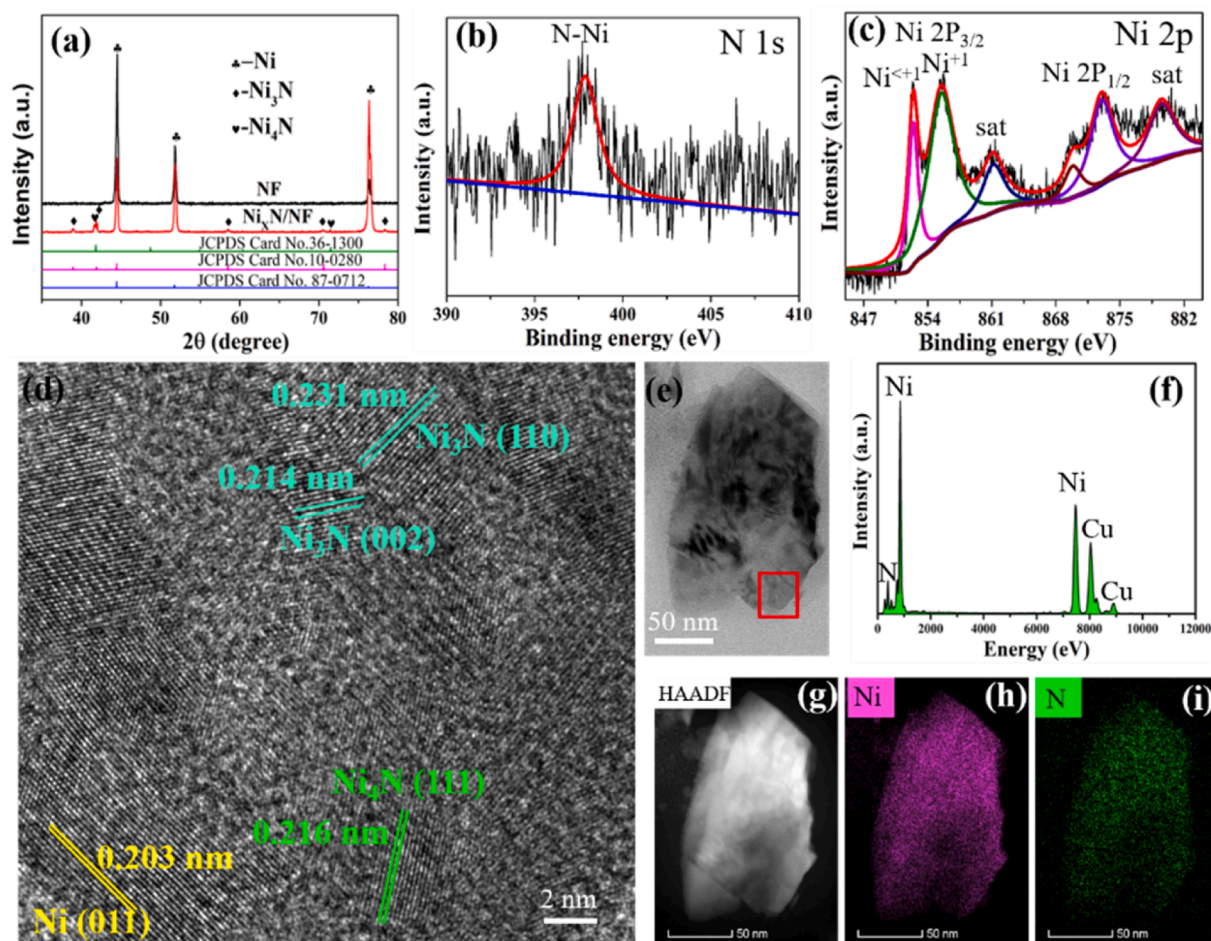 (a)
♣–Ni
♦-Ni₃N
♥-Ni₄N
NF
NiₓN/NF
JCPDS Card No.36-1300
JCPDS Card No.10-0280
JCPDS Card No. 87-0712
Intensity (a.u.)
40 50 60 70 80
2θ (degree)
(b)
N-Ni
N 1s
Intensity (a.u.)
390 395 400 405 410
Binding energy (eV)
(c)
Ni 2P₃/₂
Ni 2p
Ni<+1
Ni+1
sat
Ni 2P₁/₂
sat
Intensity (a.u.)
847 854 861 868 875 882
Binding energy (eV)
(d)
0.231 nm
Ni₃N (110)
0.214 nm
Ni₃N (002)
Ni₄N (111)
0.216 nm
0.203 nm
Ni (011)
2 nm
(e)
50 nm
(f)
Ni
Ni
Cu
N
Cu
Intensity (a.u.)
0 2000 4000 6000 8000 10000 12000
Energy (eV)
HAADF
(g)
50 nm
Ni
(h)
50 nm
N
(i)
50 nm